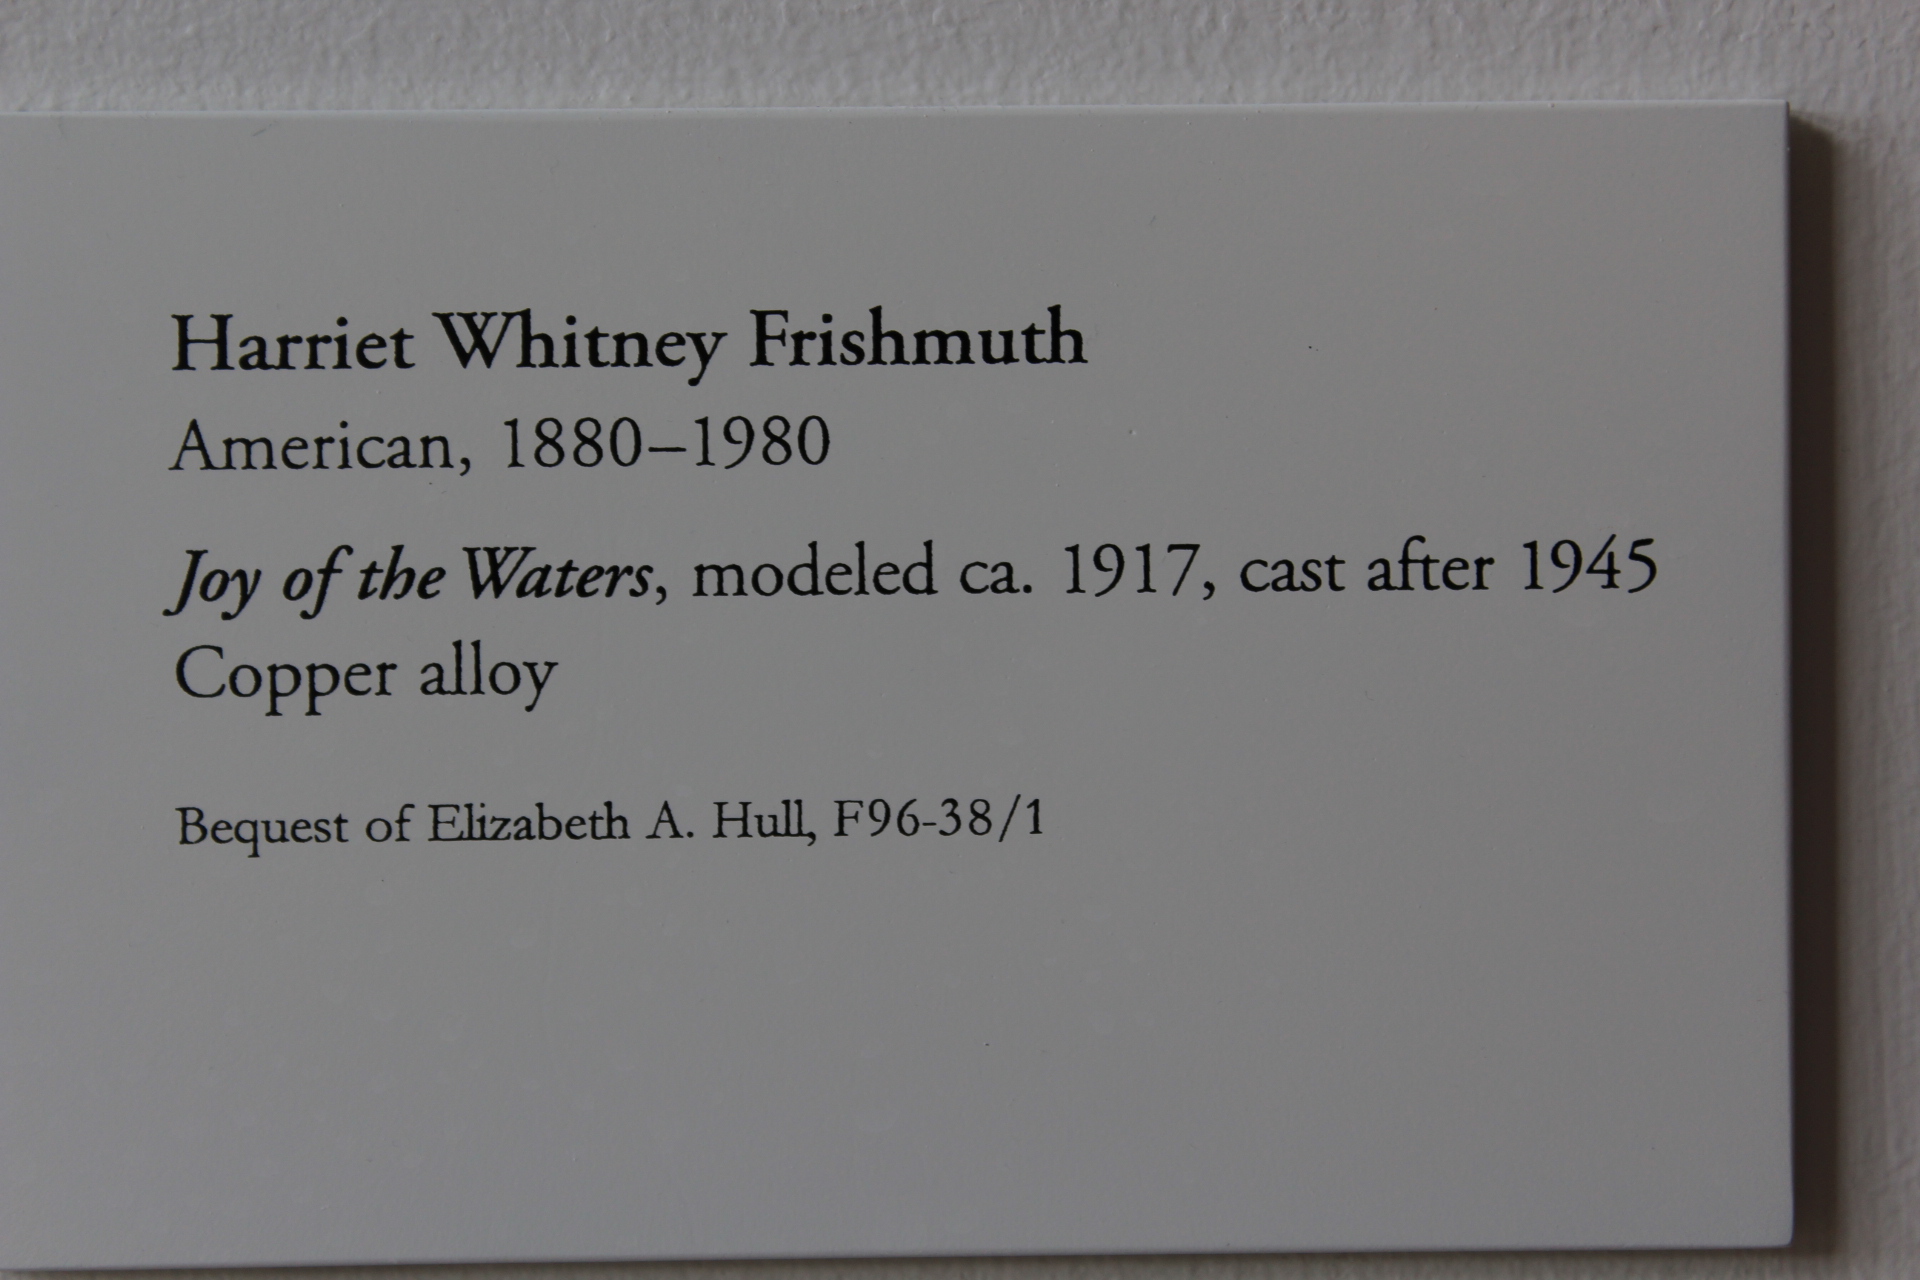 Harriet Whitney Frishmuth
American, 1880–1980
Joy of the Waters, modeled ca. 1917, cast after 1945
Copper alloy
Bequest of Elizabeth A. Hull, F96-38/1